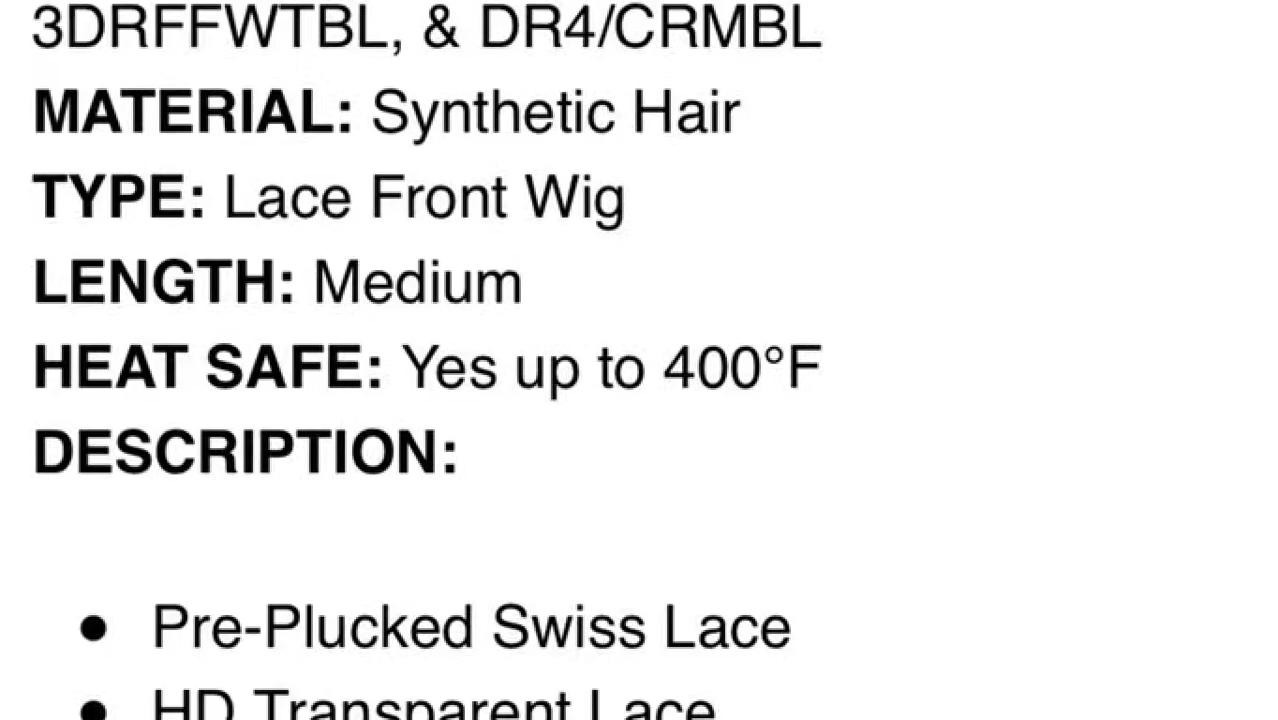 3DRFFWTBL, & DR4/CRMBL
MATERIAL: Synthetic Hair
TYPE: Lace Front Wig
LENGTH: Medium
HEAT SAFE: Yes up to 400°F
DESCRIPTION:
● Pre-Plucked Swiss Lace
● HD Transparent Lace